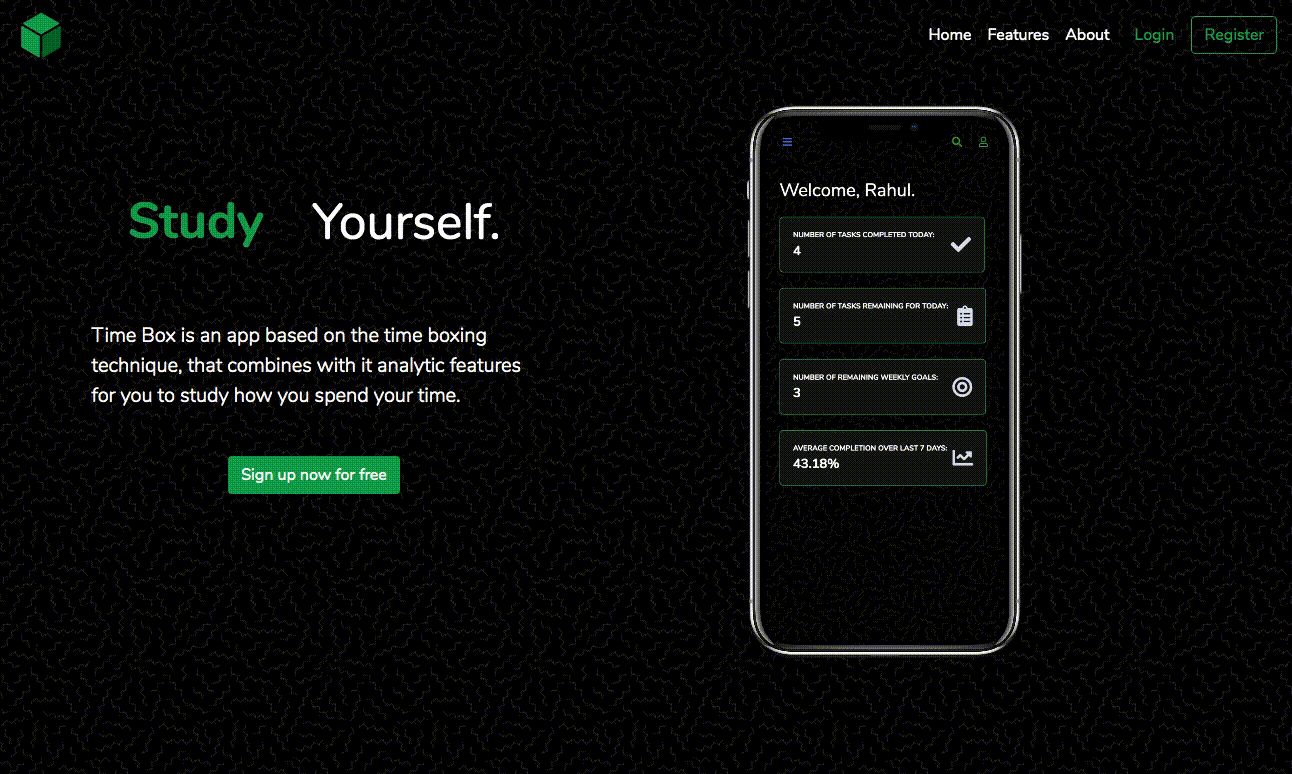 Home Features About Login Register
Study Yourself.
Time Box is an app based on the time boxing
technique, that combines with it analytic features
for you to study how you spend your time.
Sign up now for free
Welcome, Rahul.
NUMBER OF TASKS COMPLETED TODAY:
4
NUMBER OF TASKS REMAINING FOR TODAY:
5
NUMBER OF REMAINING WEEKLY GOALS:
3
AVERAGE COMPLETION OVER LAST 7 DAYS:
43.18%